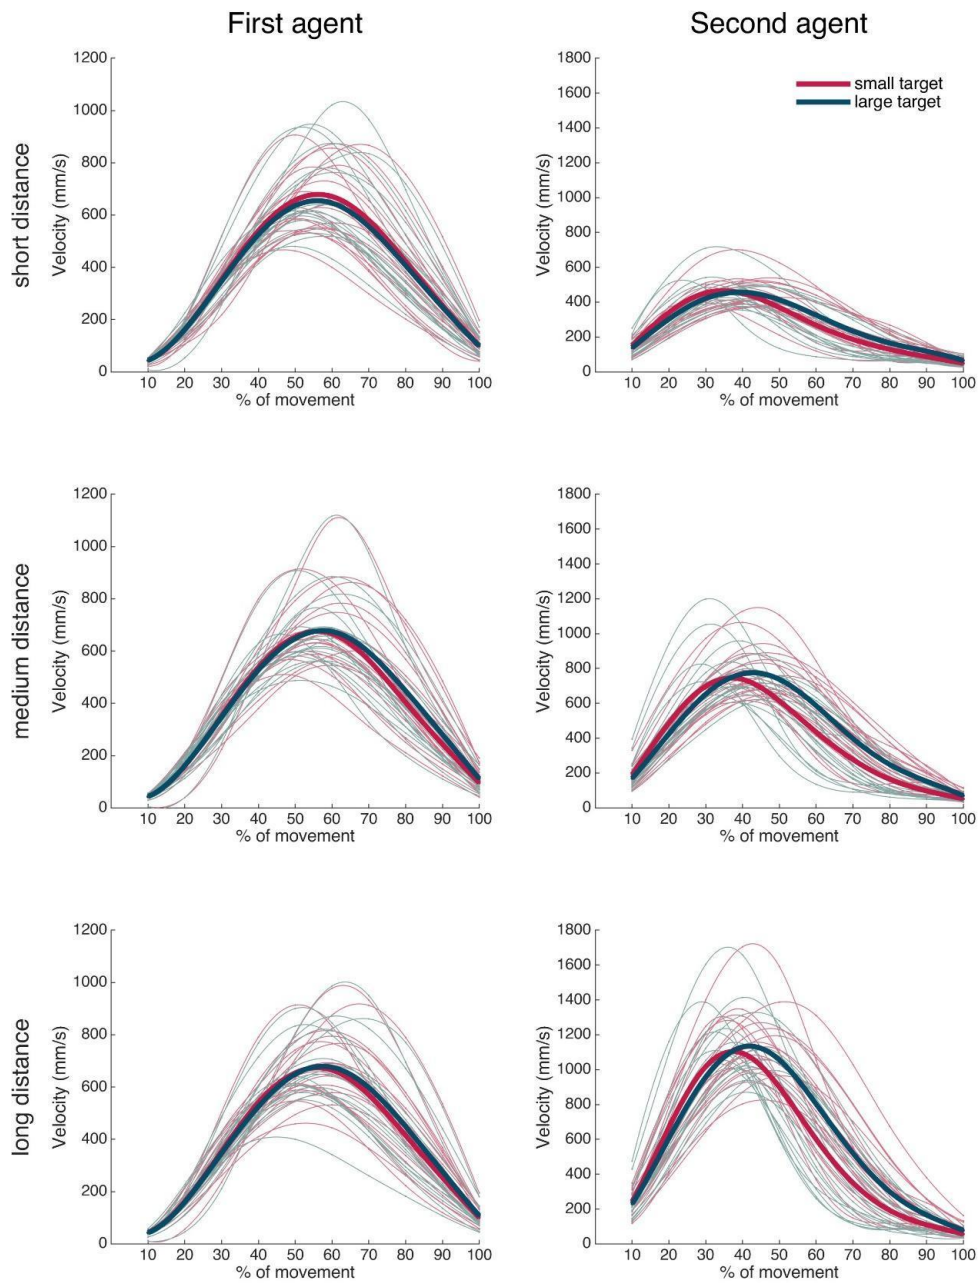 First agent
Second agent
short distance
Velocity (mm/s)
1200
1000
800
600
400
200
0
10 20 30 40 50 60 70 80 90 100
% of movement
Velocity (mm/s)
1800
1600
1400
1200
1000
800
600
400
200
0
10 20 30 40 50 60 70 80 90 100
% of movement
small target
large target
medium distance
Velocity (mm/s)
1200
1000
800
600
400
200
0
10 20 30 40 50 60 70 80 90 100
% of movement
Velocity (mm/s)
1800
1600
1400
1200
1000
800
600
400
200
0
10 20 30 40 50 60 70 80 90 100
% of movement
long distance
Velocity (mm/s)
1200
1000
800
600
400
200
0
10 20 30 40 50 60 70 80 90 100
% of movement
Velocity (mm/s)
1800
1600
1400
1200
1000
800
600
400
200
0
10 20 30 40 50 60 70 80 90 100
% of movement